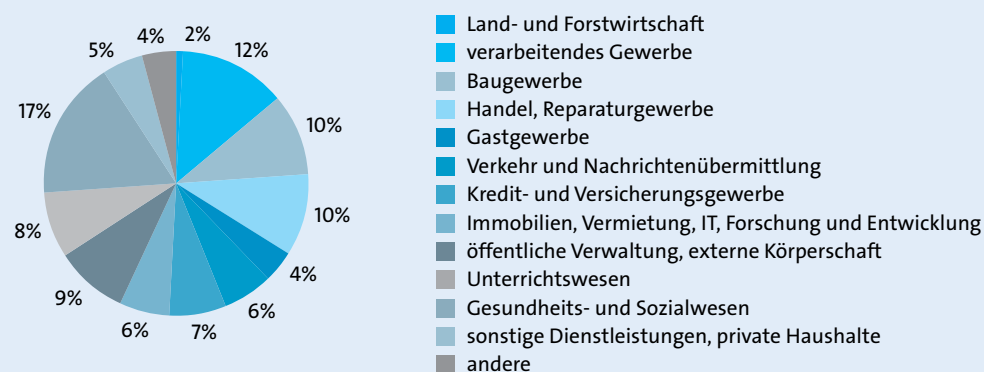 4%
2%
5%
12%
17%
10%
10%
8%
4%
9%
6%
6%
7%
Land- und Forstwirtschaft
verarbeitendes Gewerbe
Baugewerbe
Handel, Reparaturgewerbe
Gastgewerbe
Verkehr und Nachrichtenübermittlung
Kredit- und Versicherungsgewerbe
Immobilien, Vermietung, IT, Forschung und Entwicklung
öffentliche Verwaltung, externe Körperschaft
Unterrichtswesen
Gesundheits- und Sozialwesen
sonstige Dienstleistungen, private Haushalte
andere